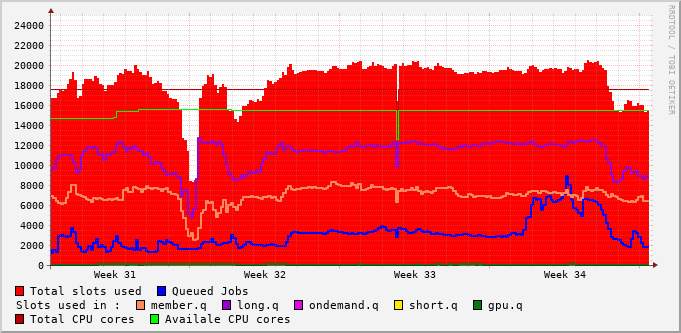 24000
22000
20000
18000
16000
14000
12000
10000
8000
6000
4000
2000
0
Week 31 Week 32 Week 33 Week 34
RRDTOOL / TOBI OETIKER
Total slots used Queued Jobs
Slots used in : member.q long.q ondemand.q short.q gpu.q
Total CPU cores Availale CPU cores